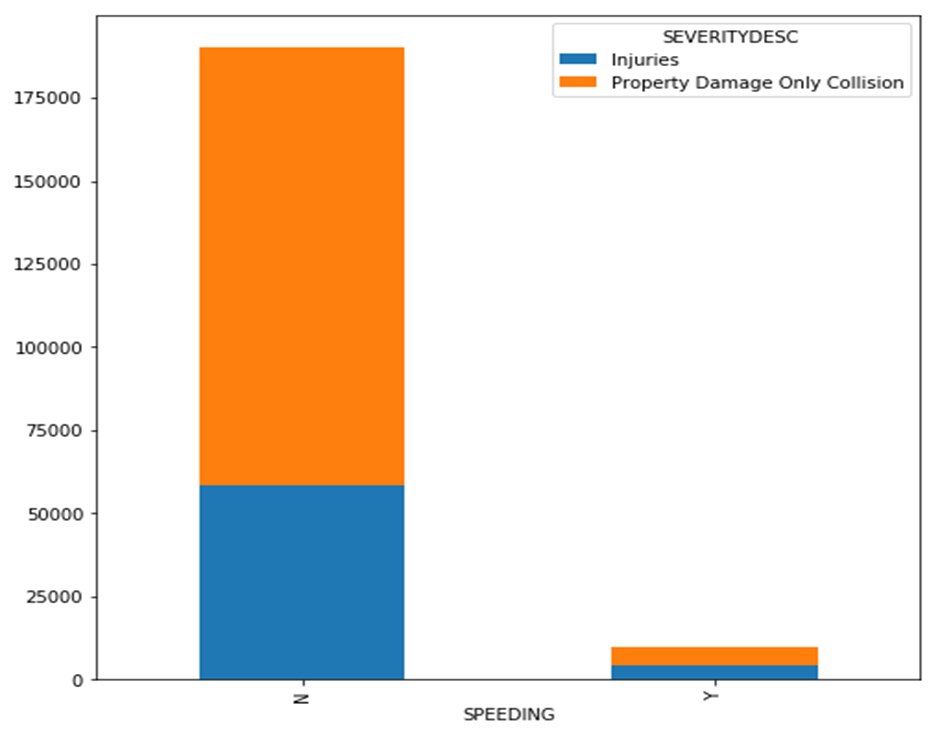 SEVERITYDESC
Injuries
Property Damage Only Collision
175000
150000
125000
100000
75000
50000
25000
0
N
Y
SPEEDING